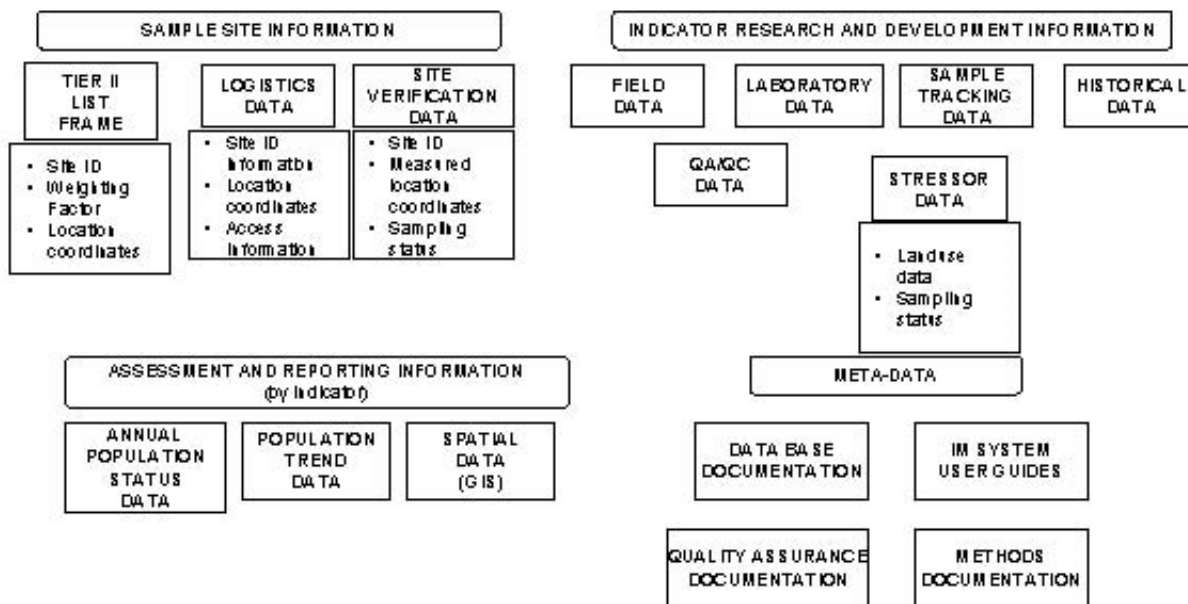 SAMPLE SITE INFORMATION
TIER II
LIST
FRAME
• Site ID
• Weighting
Factor
• Location
coordinates
LOGISTICS
DATA
• Site ID
Information
• Location
coordinates
• Access
Information
SITE
VERIFICATION
DATA
• Site ID
• Measured
location
coordinates
• Sampling
status
INDICATOR RESEARCH AND DEVELOPMENT INFORMATION
FIELD
DATA
LABORATORY
DATA
SAMPLE
TRACKING
DATA
HISTORICAL
DATA
QA/QC
DATA
STRESSOR
DATA
• Landuse
data
• Sampling
status
ASSESSMENT AND REPORTING INFORMATION
(by indicator)
ANNUAL
POPULATION
STATUS
DATA
POPULATION
TREND
DATA
SPATIAL
DATA
(GIS)
META-DATA
DATA BASE
DOCUMENTATION
IM SYSTEM
USER GUIDES
QUALITY ASSURANCE
DOCUMENTATION
METHODS
DOCUMENTATION